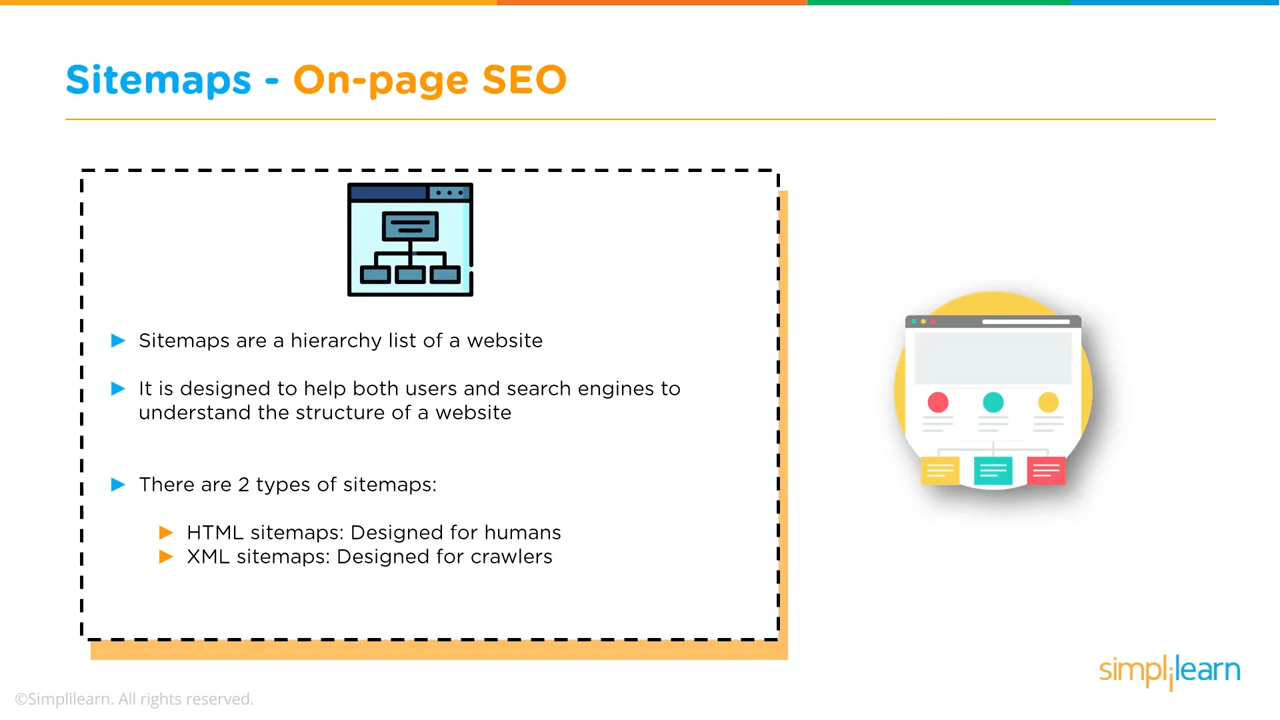 Sitemaps - On-page SEO
Sitemaps are a hierarchy list of a website
It is designed to help both users and search engines to
understand the structure of a website
There are 2 types of sitemaps:
HTML sitemaps: Designed for humans
XML sitemaps: Designed for crawlers
simplilearn
©Simplilearn. All rights reserved.